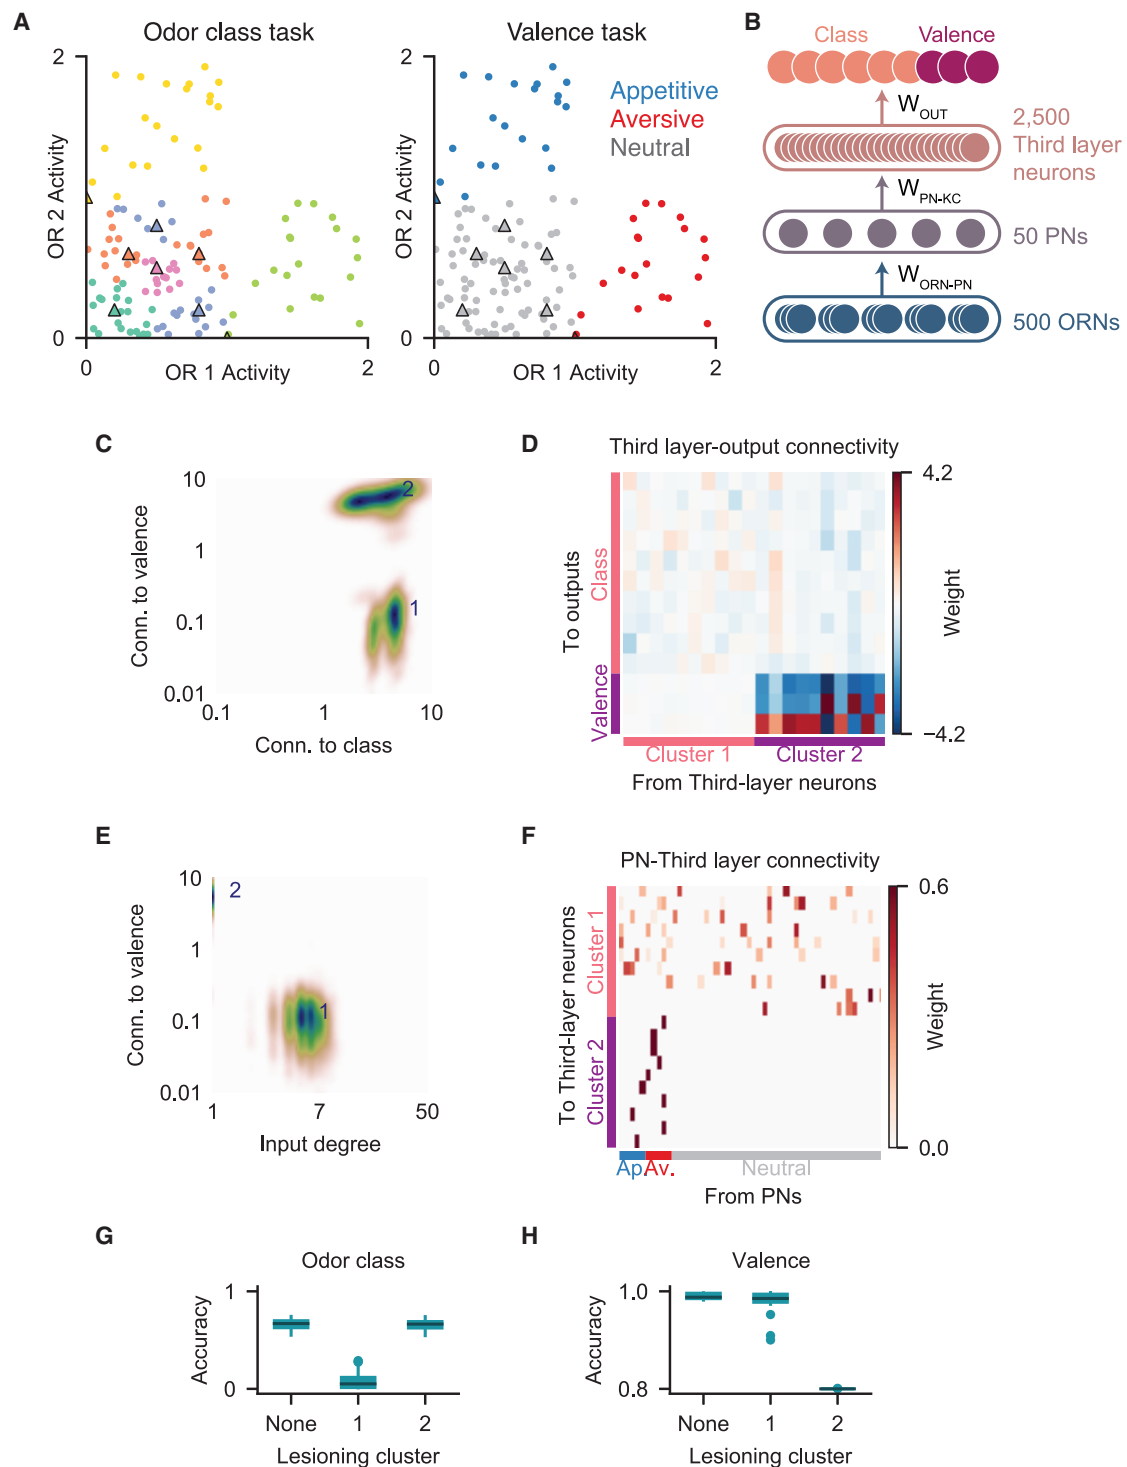 A
Odor class task
Valence task
2
OR 2 Activity
0
0
OR 1 Activity
2
2
OR 2 Activity
0
0
OR 1 Activity
2
Appetitive
Aversive
Neutral
B
Class
Valence
W_OUT
2,500
Third layer
neurons
W_PN-KC
50 PNs
W_ORN-PN
500 ORNs
C
Conn. to valence
10
1
0.1
0.01
2
1
0.1
1
10
Conn. to class
D
Third layer-output connectivity
To outputs
Class
Valence
Cluster 1
Cluster 2
From Third-layer neurons
4.2
Weight
−4.2
E
Conn. to valence
10
1
0.1
0.01
2
1
1
7
50
Input degree
F
PN-Third layer connectivity
To Third-layer neurons
Cluster 1
Cluster 2
Ap.
Av.
Neutral
From PNs
0.6
Weight
0.0
G
Odor class
Accuracy
1
0
None
1
2
Lesioning cluster
H
Valence
Accuracy
1.0
0.8
None
1
2
Lesioning cluster